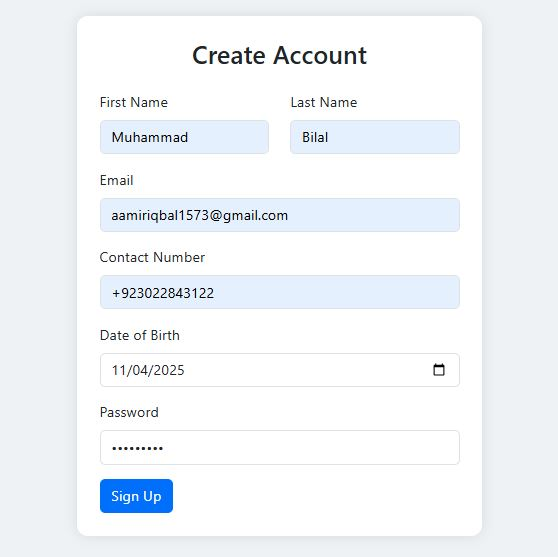 Create Account
First Name Last Name
Muhammad Bilal
Email
aamiriqbal1573@gmail.com
Contact Number
+923022843122
Date of Birth
11/04/2025
Password
•••••••••
Sign Up